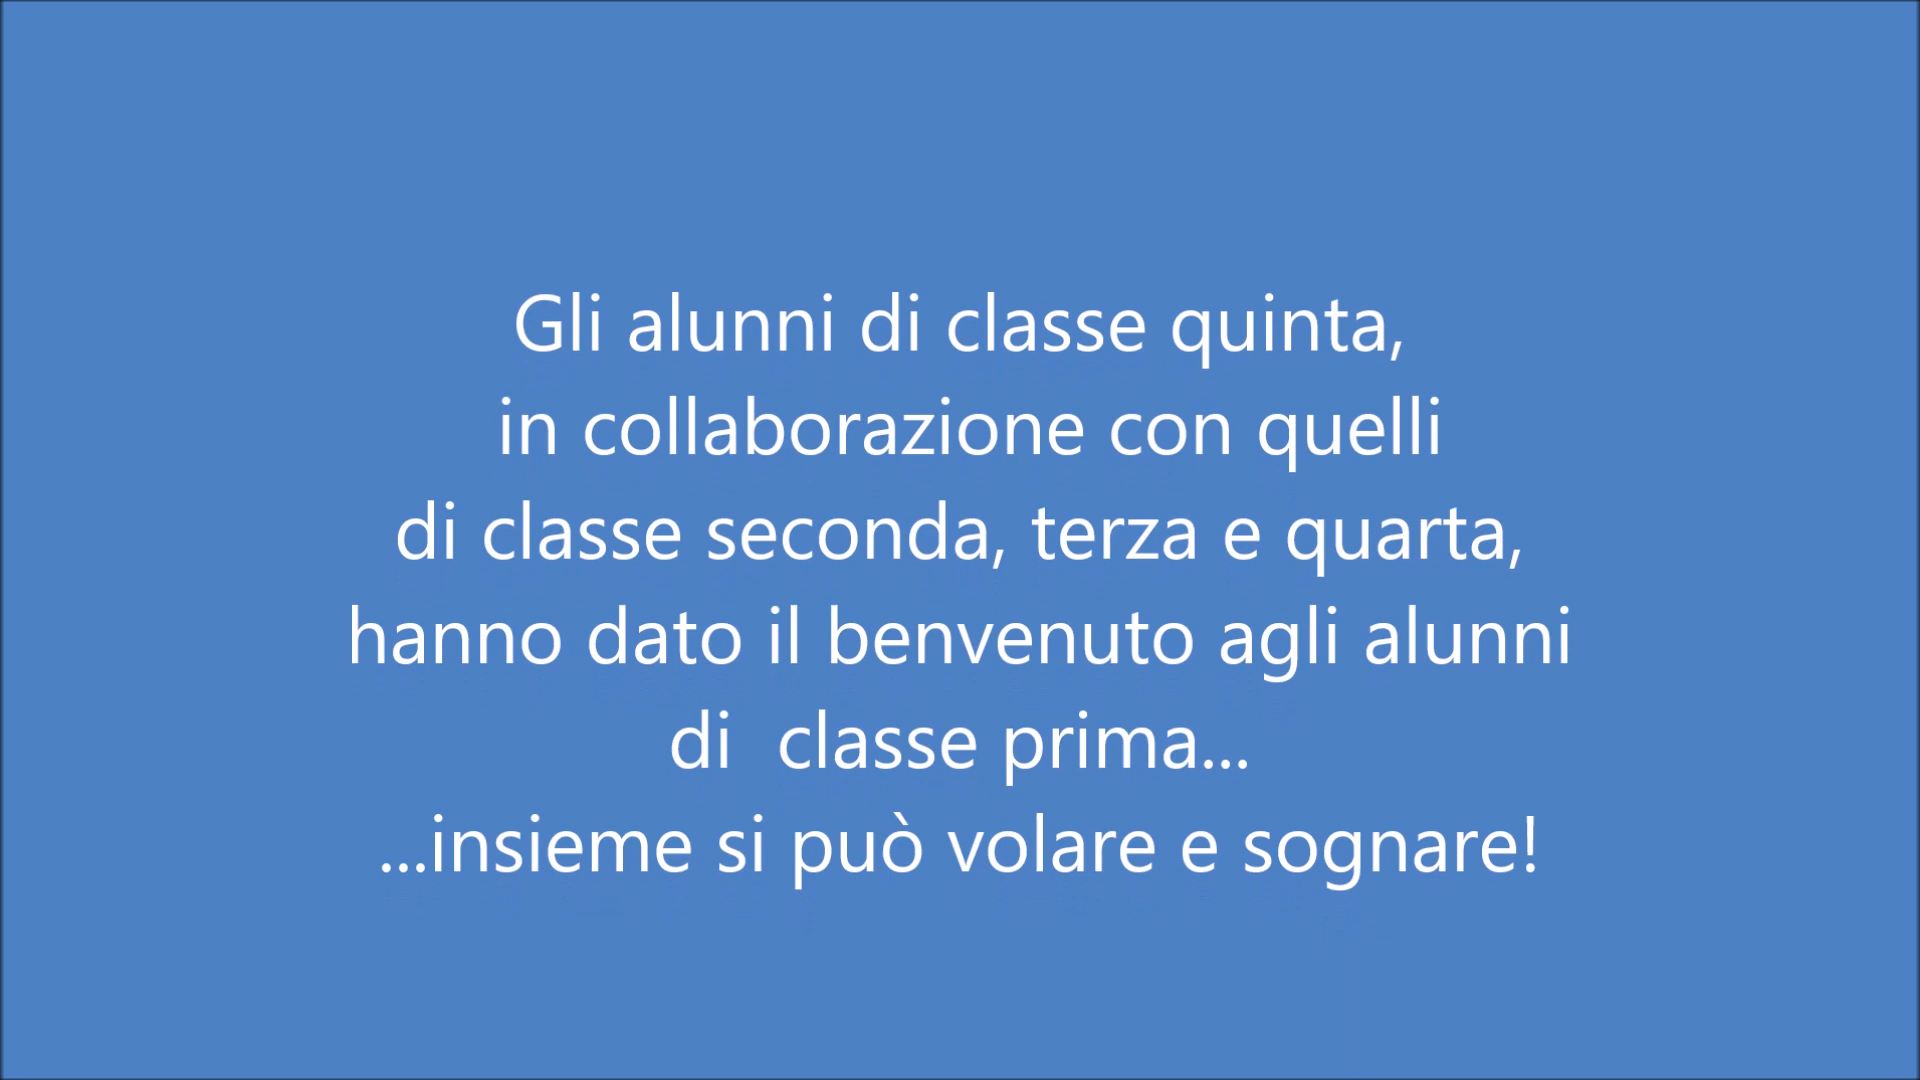 Gli alunni di classe quinta,
in collaborazione con quelli
di classe seconda, terza e quarta,
hanno dato il benvenuto agli alunni
di  classe prima...
...insieme si può volare e sognare!